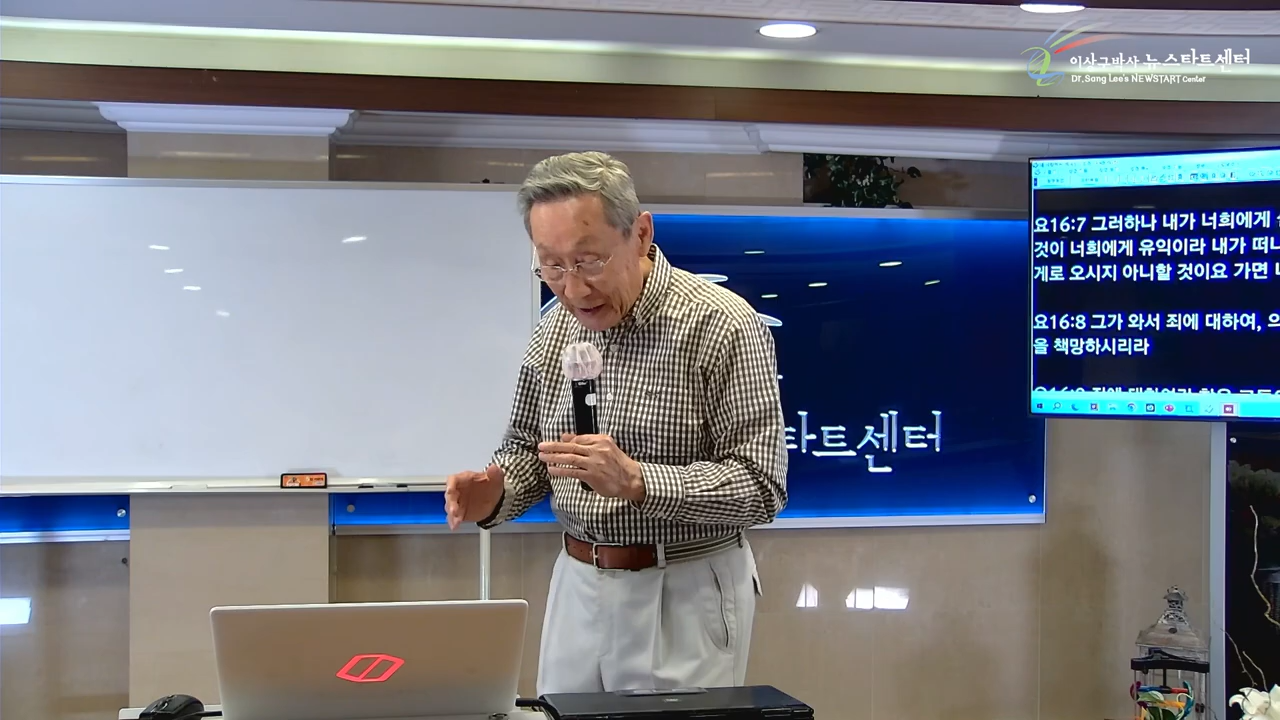 이상구박사 뉴스타트센터
Dr. Sang Lee's NEWSTART Center
요16:7 그러하나 내가 너희에게
것이 너희에게 유익이라 내가 떠나
게로 오시지 아니할 것이요 가면
요16:8 그가 와서 죄에 대하여,
을 책망하시리라
타트센터